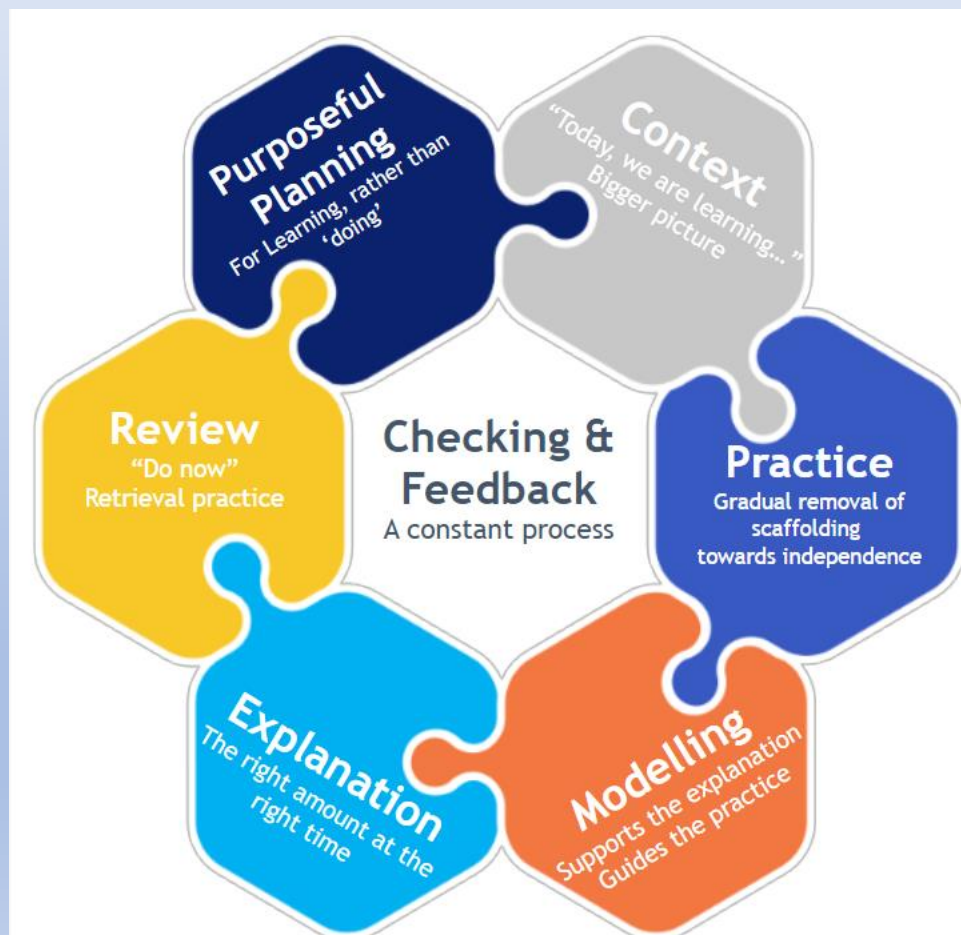 Purposeful
Planning
For Learning, rather than
‘doing’
Context
“Today, we are learning... ”
Bigger picture
Review
“Do now”
Retrieval practice
Checking &
Feedback
A constant process
Practice
Gradual removal of
scaffolding
towards independence
Explanation
The right amount at the
right time
Modelling
Supports the explanation
Guides the practice